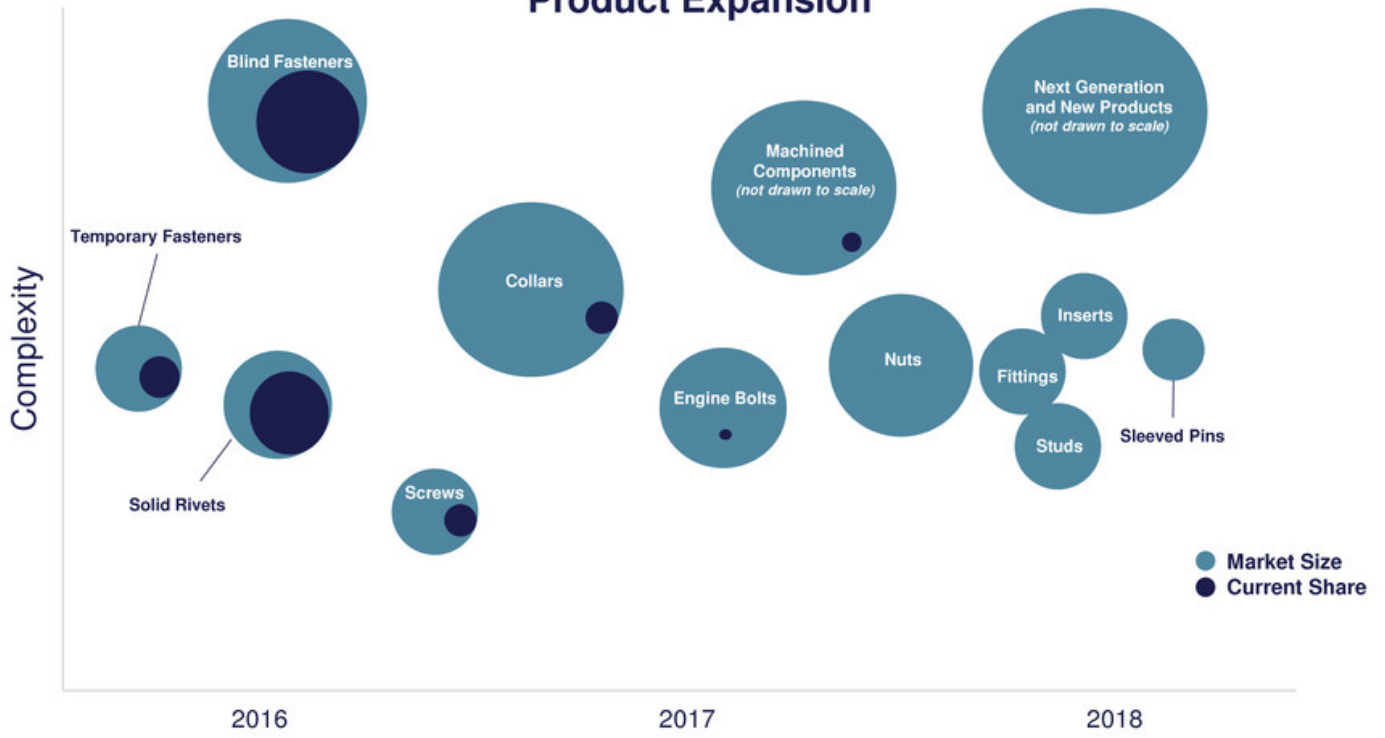 Product Expansion
Blind Fasteners
Next Generation
and New Products
(not drawn to scale)
Machined
Components
(not drawn to scale)
Temporary Fasteners
Collars
Complexity
Inserts
Nuts
Fittings
Engine Bolts
Sleeved Pins
Studs
Solid Rivets
Screws
Market Size
Current Share
2016
2017
2018